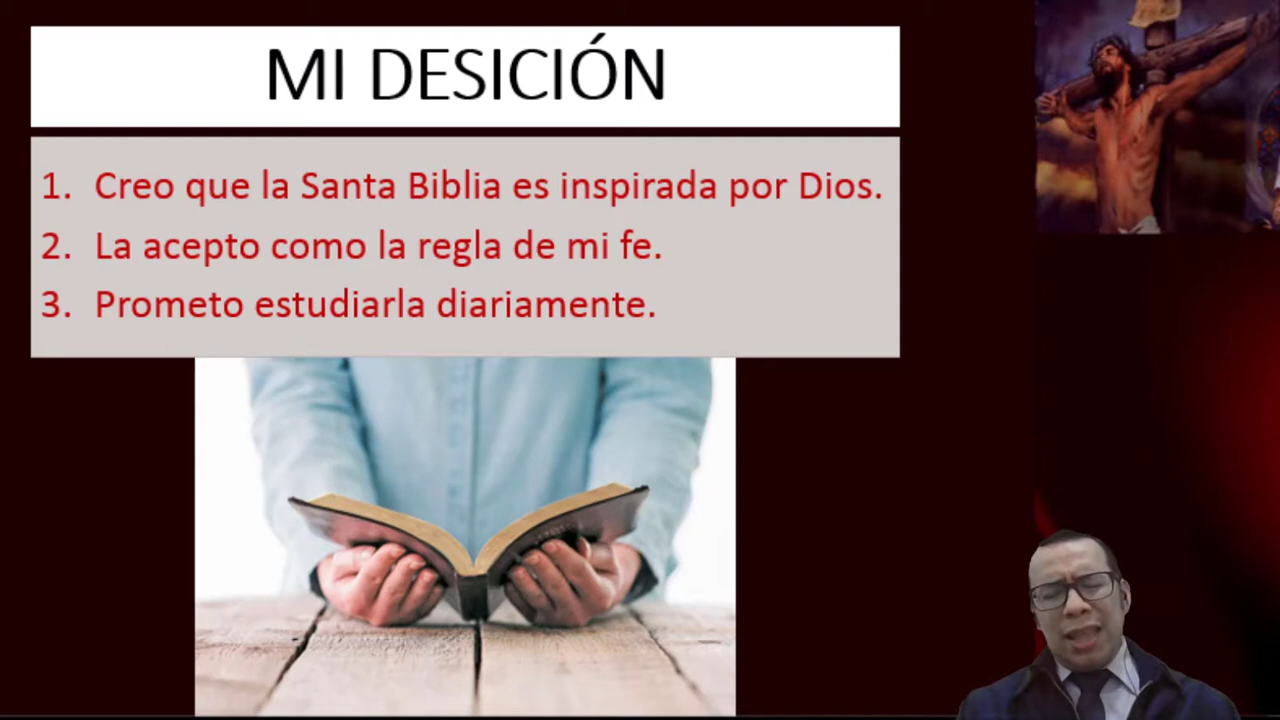 MI DESICIÓN
1. Creo que la Santa Biblia es inspirada por Dios.
2. La acepto como la regla de mi fe.
3. Prometo estudiarla diariamente.